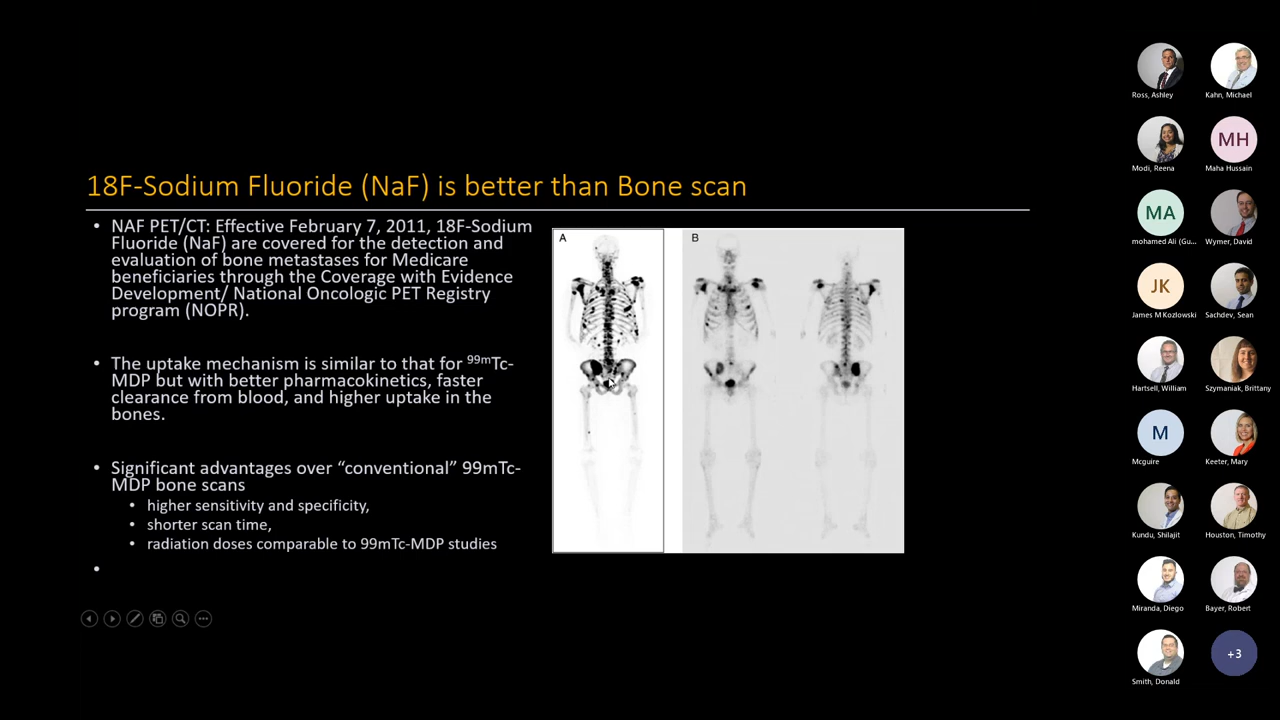 18F-Sodium Fluoride (NaF) is better than Bone scan
• NAF PET/CT: Effective February 7, 2011, 18F-Sodium
Fluoride (NaF) are covered for the detection and
evaluation of bone metastases for Medicare
beneficiaries through the Coverage with Evidence
Development/ National Oncologic PET Registry
program (NOPR).
• The uptake mechanism is similar to that for ⁹⁹ᵐTc-
MDP but with better pharmacokinetics, faster
clearance from blood, and higher uptake in the
bones.
• Significant advantages over “conventional” 99mTc-
MDP bone scans
• higher sensitivity and specificity,
• shorter scan time,
• radiation doses comparable to 99mTc-MDP studies
•
A
B
Ross, Ashley
Kahn, Michael
Modi, Reena
MH
Maha Hussain
MA
mohamed Ali (Gu...
Wymer, David
JK
James M Kozlowski
Sachdev, Sean
Hartsell, William
Szymaniak, Brittany
M
Mcguire
Keeter, Mary
Kundu, Shilajit
Houston, Timothy
Miranda, Diego
Bayer, Robert
Smith, Donald
+3